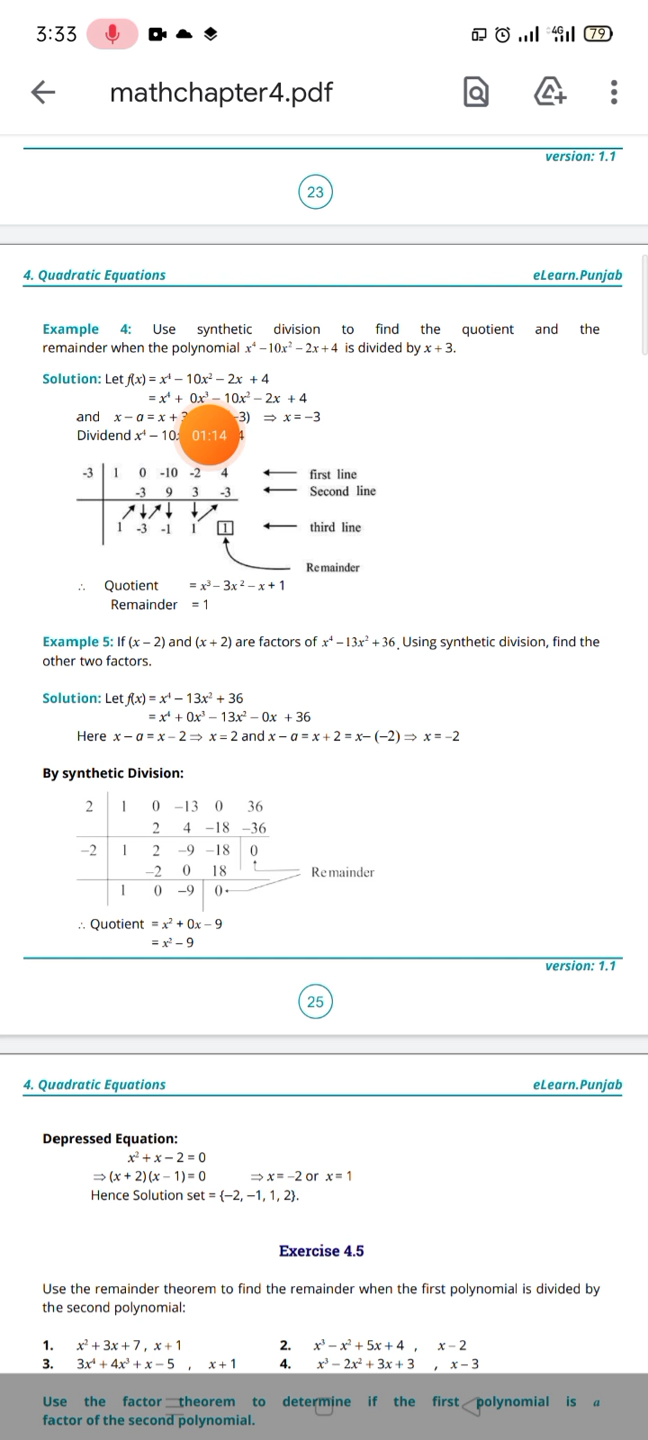 3:33 4G 79
mathchapter4.pdf
version: 1.1
23
4. Quadratic Equations eLearn.Punjab
Example 4: Use synthetic division to find the quotient and the
remainder when the polynomial x⁴ – 10x² – 2x + 4 is divided by x + 3.
Solution: Let f(x) = x⁴ – 10x² – 2x + 4
= x⁴ + 0x³ – 10x² – 2x + 4
and x – a = x + 3) ⇒ x = –3
Dividend x⁴ – 10 01:14
-3 1 0 -10 -2 4 first line
-3 9 3 -3 Second line
1 -3 -1 1 1 third line
Remainder
∴ Quotient = x³ – 3x² – x + 1
Remainder = 1
Example 5: If (x – 2) and (x + 2) are factors of x⁴ – 13x² + 36. Using synthetic division, find the
other two factors.
Solution: Let f(x) = x⁴ – 13x² + 36
= x⁴ + 0x³ – 13x² – 0x + 36
Here x – a = x – 2 ⇒ x = 2 and x – a = x + 2 = x– (–2) ⇒ x = –2
By synthetic Division:
2 1 0 –13 0 36
2 4 –18 –36
–2 1 2 –9 –18 0
–2 0 18 Remainder
1 0 –9 0
∴ Quotient = x² + 0x – 9
= x² – 9
version: 1.1
25
4. Quadratic Equations eLearn.Punjab
Depressed Equation:
x² + x – 2 = 0
⇒ (x + 2) (x – 1) = 0 ⇒ x = –2 or x = 1
Hence Solution set = {–2, –1, 1, 2}.
Exercise 4.5
Use the remainder theorem to find the remainder when the first polynomial is divided by
the second polynomial:
1. x² + 3x + 7 , x + 1 2. x³ – x² + 5x + 4 , x – 2
3. 3x⁴ + 4x³ + x – 5 , x + 1 4. x³ – 2x² + 3x + 3 , x – 3
Use the factor theorem to determine if the first polynomial is a
factor of the second polynomial.